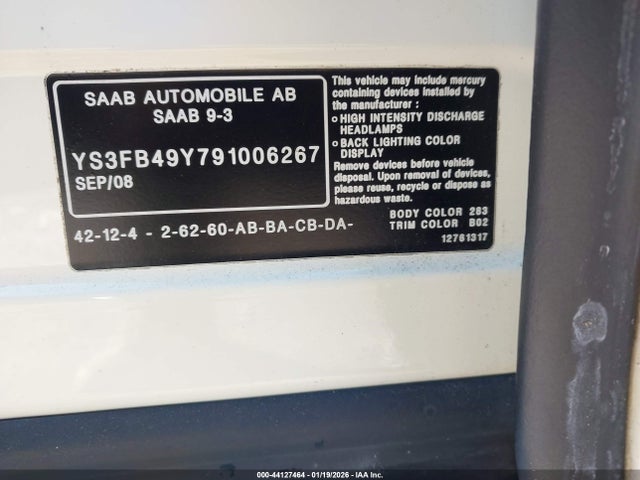 SAAB AUTOMOBILE AB
SAAB 9-3
YS3FB49Y791006267
SEP/08
42-12-4 - 2-62-60-AB-BA-CB-DA-
This vehicle may include mercury
containing devices installed by
the manufacturer :
o HIGH INTENSITY DISCHARGE
HEADLAMPS
o BACK LIGHTING COLOR
DISPLAY
Remove devices before vehicle
disposal. Upon removal of devices,
please reuse, recycle or dispose as
hazardous waste.
BODY COLOR 283
TRIM COLOR B02
12761317
000-44127464 - 01/19/2026 - IAA Inc.